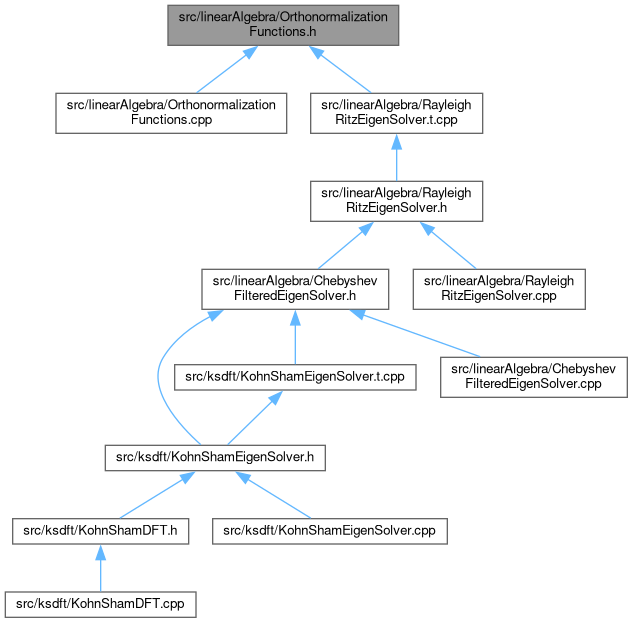 src/linearAlgebra/Orthonormalization
Functions.h
src/linearAlgebra/Orthonormalization
Functions.cpp
src/linearAlgebra/Rayleigh
RitzEigenSolver.t.cpp
src/linearAlgebra/Rayleigh
RitzEigenSolver.h
src/linearAlgebra/Chebyshev
FilteredEigenSolver.h
src/linearAlgebra/Rayleigh
RitzEigenSolver.cpp
src/ksdft/KohnShamEigenSolver.t.cpp
src/linearAlgebra/Chebyshev
FilteredEigenSolver.cpp
src/ksdft/KohnShamEigenSolver.h
src/ksdft/KohnShamDFT.h
src/ksdft/KohnShamEigenSolver.cpp
src/ksdft/KohnShamDFT.cpp